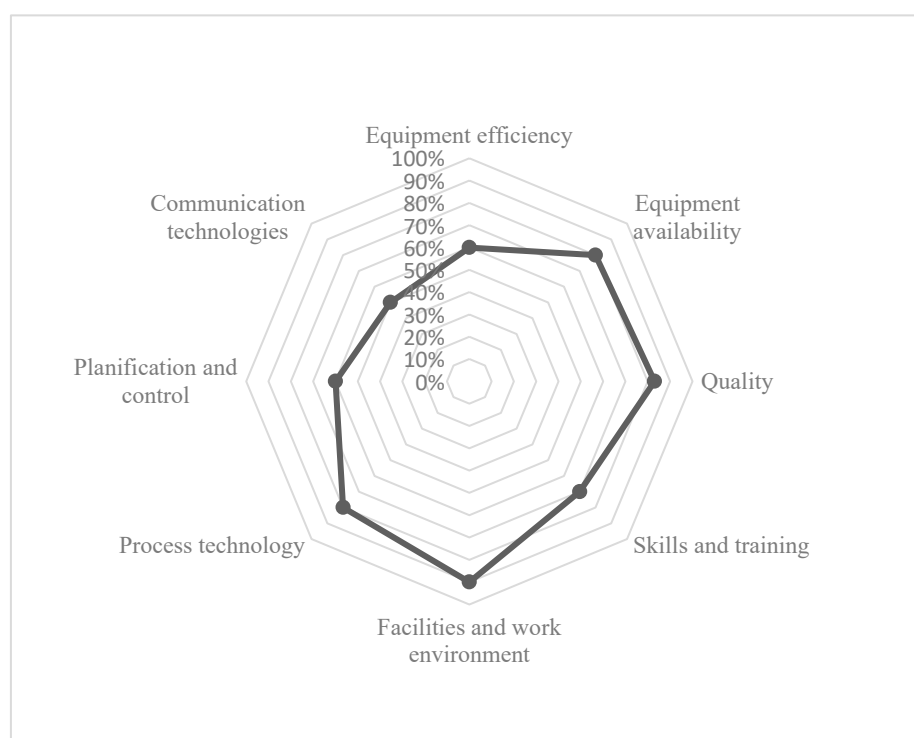 Equipment efficiency
100%
90%
80%
70%
60%
50%
40%
30%
20%
10%
0%
Equipment
availability
Quality
Skills and training
Facilities and work
environment
Process technology
Planification and
control
Communication
technologies